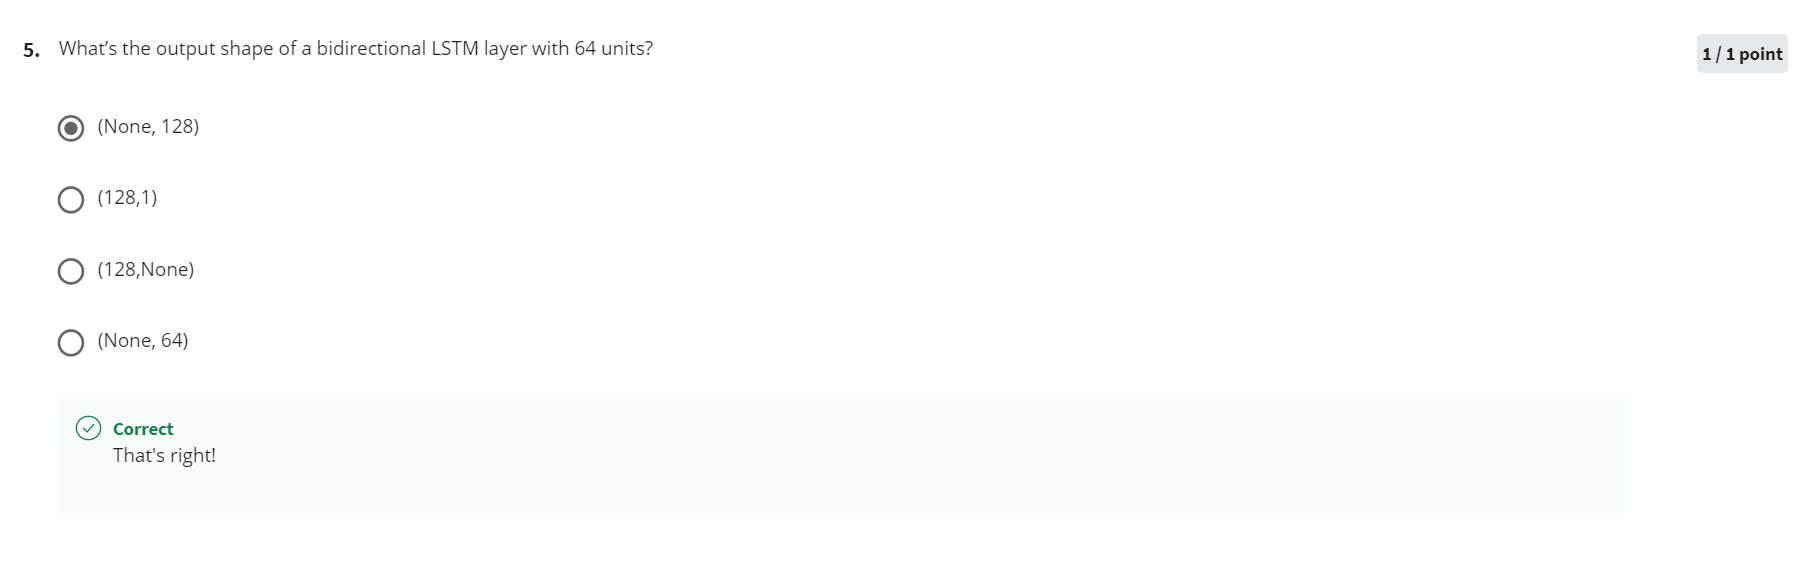 5. What’s the output shape of a bidirectional LSTM layer with 64 units?
1 / 1 point
(None, 128)
(128,1)
(128,None)
(None, 64)
Correct
That's right!